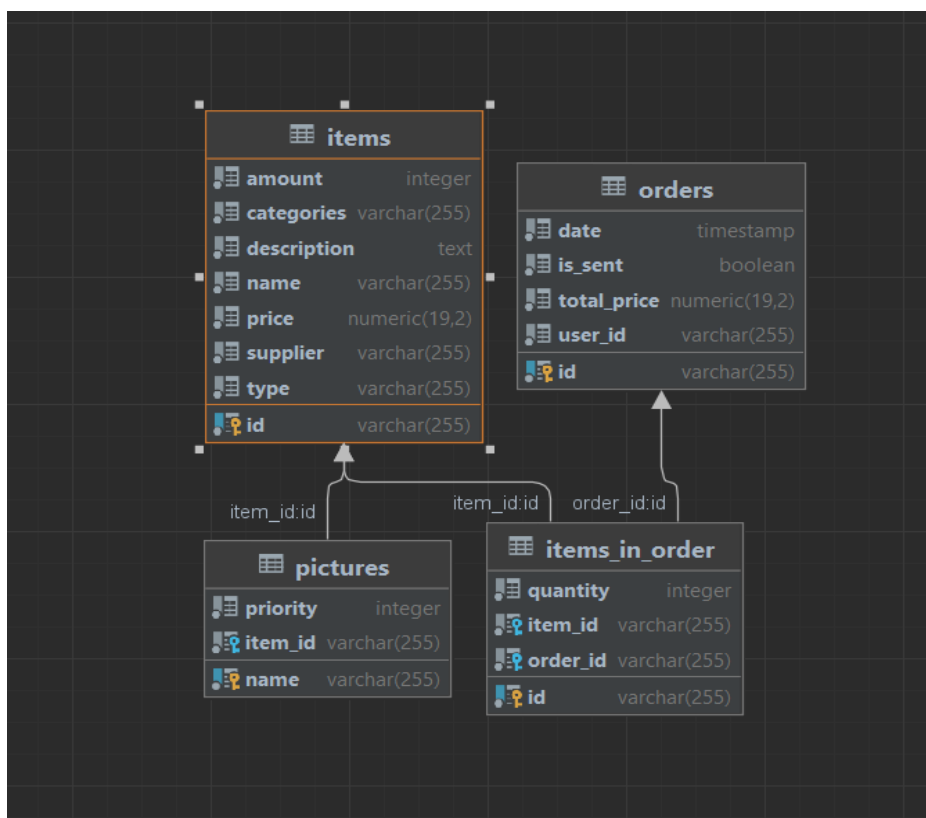 items
amount integer
categories varchar(255)
description text
name varchar(255)
price numeric(19,2)
supplier varchar(255)
type varchar(255)
id varchar(255)
orders
date timestamp
is_sent boolean
total_price numeric(19,2)
user_id varchar(255)
id varchar(255)
item_id:id
item_id:id
order_id:id
pictures
priority integer
item_id varchar(255)
name varchar(255)
items_in_order
quantity integer
item_id varchar(255)
order_id varchar(255)
id varchar(255)